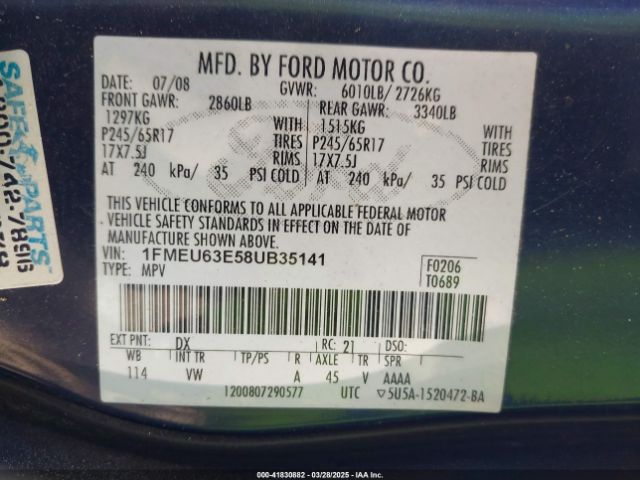 MFD. BY FORD MOTOR CO.
DATE: 07/08 GVWR: 6010LB/ 2726KG
FRONT GAWR: 2860LB REAR GAWR: 3340LB
1297KG WITH 1515KG WITH
P245/65R17 TIRES P245/65R17 TIRES
17X7.5J RIMS 17X7.5J RIMS
AT 240 kPa/ 35 PSI COLD AT 240 kPa/ 35 PSI COLD
THIS VEHICLE CONFORMS TO ALL APPLICABLE FEDERAL MOTOR
VEHICLE SAFETY STANDARDS IN EFFECT ON THE DATE OF
MANUFACTURE SHOWN ABOVE.
VIN: 1FMEU63E58UB35141
TYPE: MPV
F0206
T0689
EXT PNT: DX RC: 21 DSO:
WB INT TR TP/PS R AXLE TR SPR
114 VW A 45 V AAAA
1200807290577 UTC ▽5U5A-1520472-BA
SAFE PARTS
Ford
000-41830882 | 03/28/2025 - IAAI.COM